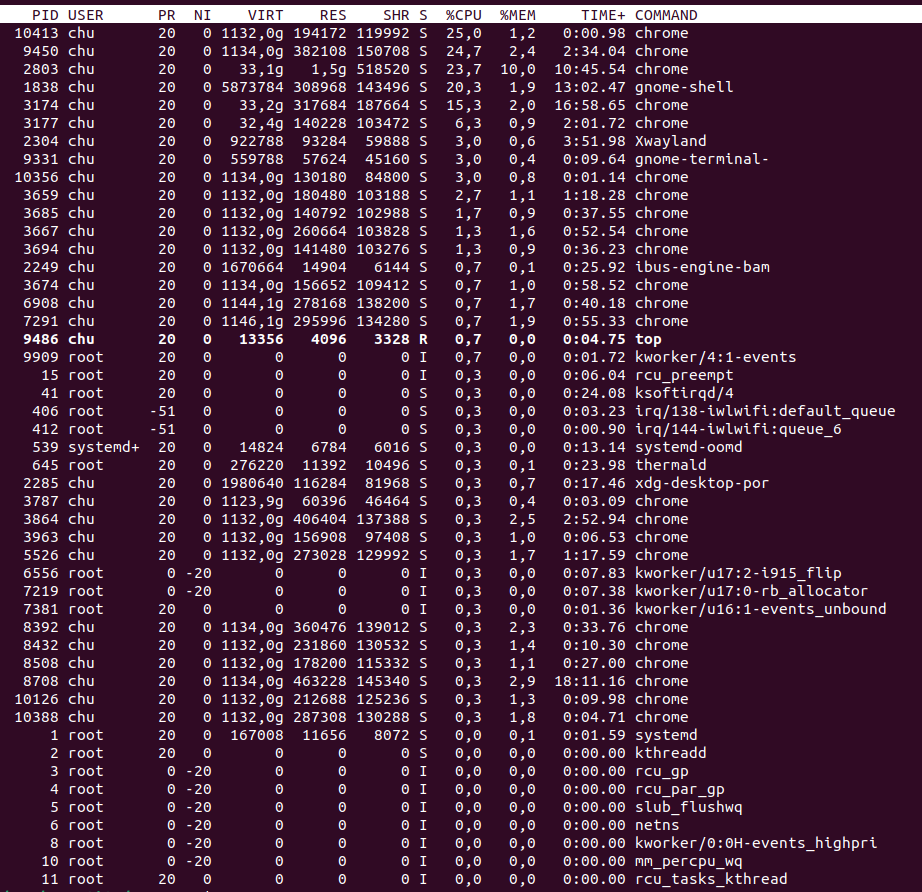 PID USER PR NI VIRT RES SHR S %CPU %MEM TIME+ COMMAND
10413 chu 20 0 1132,0g 194172 119992 S 25,0 1,2 0:00.98 chrome
9450 chu 20 0 1134,0g 382108 150708 S 24,7 2,4 2:34.04 chrome
2803 chu 20 0 33,1g 1,5g 518520 S 23,7 10,0 10:45.54 chrome
1838 chu 20 0 5873784 308968 143496 S 20,3 1,9 13:02.47 gnome-shell
3174 chu 20 0 33,2g 317684 187664 S 15,3 2,0 16:58.65 chrome
3177 chu 20 0 32,4g 140228 103472 S 6,3 0,9 2:01.72 chrome
2304 chu 20 0 922788 93284 59888 S 3,0 0,6 3:51.98 Xwayland
9331 chu 20 0 559788 57624 45160 S 3,0 0,4 0:09.64 gnome-terminal-
10356 chu 20 0 1134,0g 130180 84800 S 3,0 0,8 0:01.14 chrome
3659 chu 20 0 1132,0g 180480 103188 S 2,7 1,1 1:18.28 chrome
3685 chu 20 0 1132,0g 140792 102988 S 1,7 0,9 0:37.55 chrome
3667 chu 20 0 1132,0g 260664 103828 S 1,3 1,6 0:52.54 chrome
3694 chu 20 0 1132,0g 141480 103276 S 1,3 0,9 0:36.23 chrome
2249 chu 20 0 1670664 14904 6144 S 0,7 0,1 0:25.92 ibus-engine-bam
3674 chu 20 0 1134,0g 156652 109412 S 0,7 1,0 0:58.52 chrome
6908 chu 20 0 1144,1g 278168 138200 S 0,7 1,7 0:40.18 chrome
7291 chu 20 0 1146,1g 295996 134280 S 0,7 1,9 0:55.33 chrome
9486 chu 20 0 13356 4096 3328 R 0,7 0,0 0:04.75 top
9909 root 20 0 0 0 0 I 0,7 0,0 0:01.72 kworker/4:1-events
15 root 20 0 0 0 0 I 0,3 0,0 0:06.04 rcu_preempt
41 root 20 0 0 0 0 S 0,3 0,0 0:24.08 ksoftirqd/4
406 root -51 0 0 0 0 S 0,3 0,0 0:03.23 irq/138-iwlwifi:default_queue
412 root -51 0 0 0 0 S 0,3 0,0 0:00.90 irq/144-iwlwifi:queue_6
539 systemd+ 20 0 14824 6784 6016 S 0,3 0,0 0:13.14 systemd-oomd
645 root 20 0 276220 11392 10496 S 0,3 0,1 0:23.98 thermald
2285 chu 20 0 1980640 116284 81968 S 0,3 0,7 0:17.46 xdg-desktop-por
3787 chu 20 0 1123,9g 60396 46464 S 0,3 0,4 0:03.09 chrome
3864 chu 20 0 1132,0g 406404 137388 S 0,3 2,5 2:52.94 chrome
3963 chu 20 0 1132,0g 156908 97408 S 0,3 1,0 0:06.53 chrome
5526 chu 20 0 1132,0g 273028 129992 S 0,3 1,7 1:17.59 chrome
6556 root 0 -20 0 0 0 I 0,3 0,0 0:07.83 kworker/u17:2-i915_flip
7219 root 0 -20 0 0 0 I 0,3 0,0 0:07.38 kworker/u17:0-rb_allocator
7381 root 20 0 0 0 0 I 0,3 0,0 0:01.36 kworker/u16:1-events_unbound
8392 chu 20 0 1134,0g 360476 139012 S 0,3 2,3 0:33.76 chrome
8432 chu 20 0 1132,0g 231860 130532 S 0,3 1,4 0:10.30 chrome
8508 chu 20 0 1132,0g 178200 115332 S 0,3 1,1 0:27.00 chrome
8708 chu 20 0 1134,0g 463228 145340 S 0,3 2,9 18:11.16 chrome
10126 chu 20 0 1132,0g 212688 125236 S 0,3 1,3 0:09.98 chrome
10388 chu 20 0 1132,0g 287308 130288 S 0,3 1,8 0:04.71 chrome
1 root 20 0 167008 11656 8072 S 0,0 0,1 0:01.59 systemd
2 root 20 0 0 0 0 S 0,0 0,0 0:00.00 kthreadd
3 root 0 -20 0 0 0 I 0,0 0,0 0:00.00 rcu_gp
4 root 0 -20 0 0 0 I 0,0 0,0 0:00.00 rcu_par_gp
5 root 0 -20 0 0 0 I 0,0 0,0 0:00.00 slub_flushwq
6 root 0 -20 0 0 0 I 0,0 0,0 0:00.00 netns
8 root 0 -20 0 0 0 I 0,0 0,0 0:00.00 kworker/0:0H-events_highpri
10 root 0 -20 0 0 0 I 0,0 0,0 0:00.00 mm_percpu_wq
11 root 20 0 0 0 0 I 0,0 0,0 0:00.00 rcu_tasks_kthread